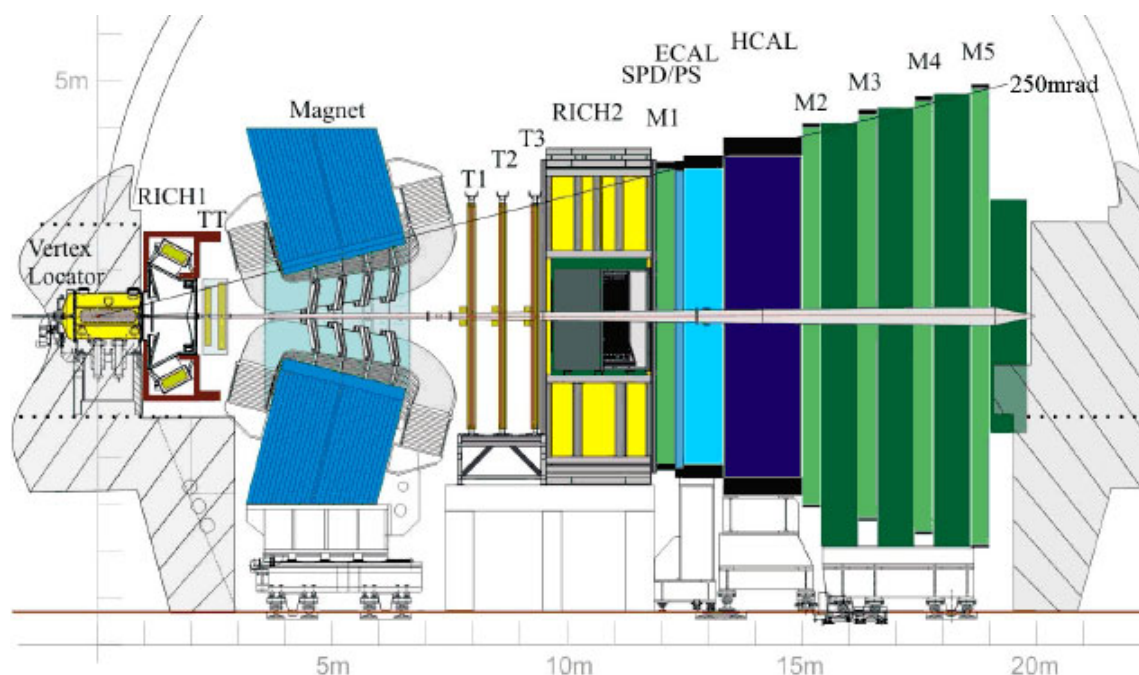 HCAL
ECAL
SPD/PS
M5
M4
M3
M2
5m
250mrad
Magnet
RICH2
M1
T3
T2
T1
RICH1
TT
Vertex
Locator
5m
10m
15m
20m